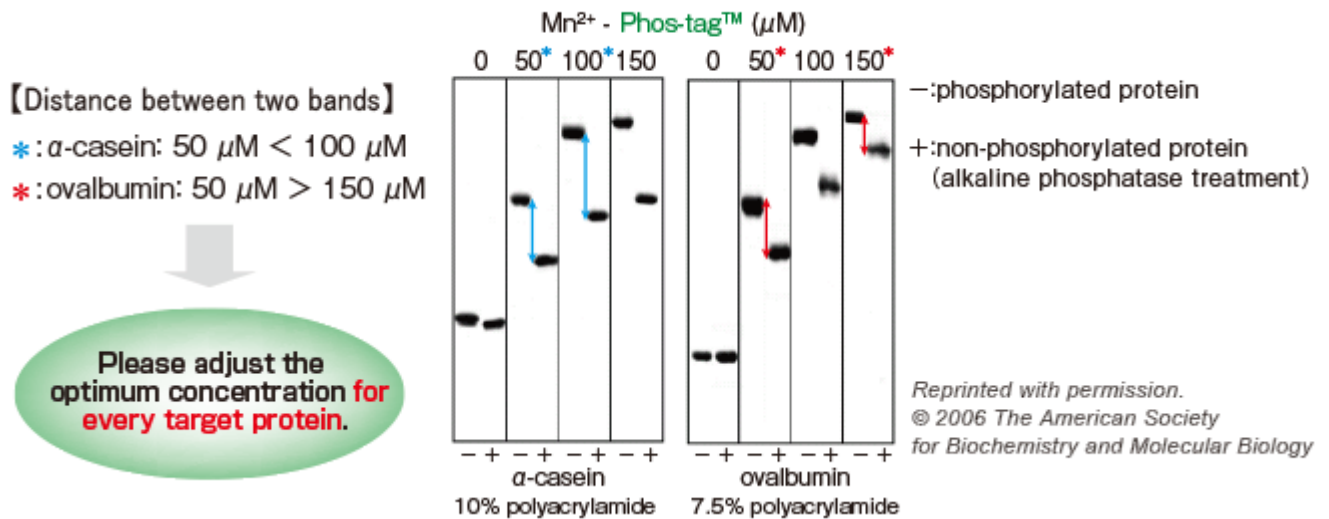 Mn²⁺ - Phos-tag™ (μM)
0 50* 100* 150
0 50* 100 150*
【Distance between two bands】
*:α-casein: 50 μM < 100 μM
*:ovalbumin: 50 μM > 150 μM
Please adjust the
optimum concentration for
every target protein.
−:phosphorylated protein
+:non-phosphorylated protein
(alkaline phosphatase treatment)
Reprinted with permission.
© 2006 The American Society
for Biochemistry and Molecular Biology
− + − + − + − +
− + − + − + − +
α-casein
10% polyacrylamide
ovalbumin
7.5% polyacrylamide